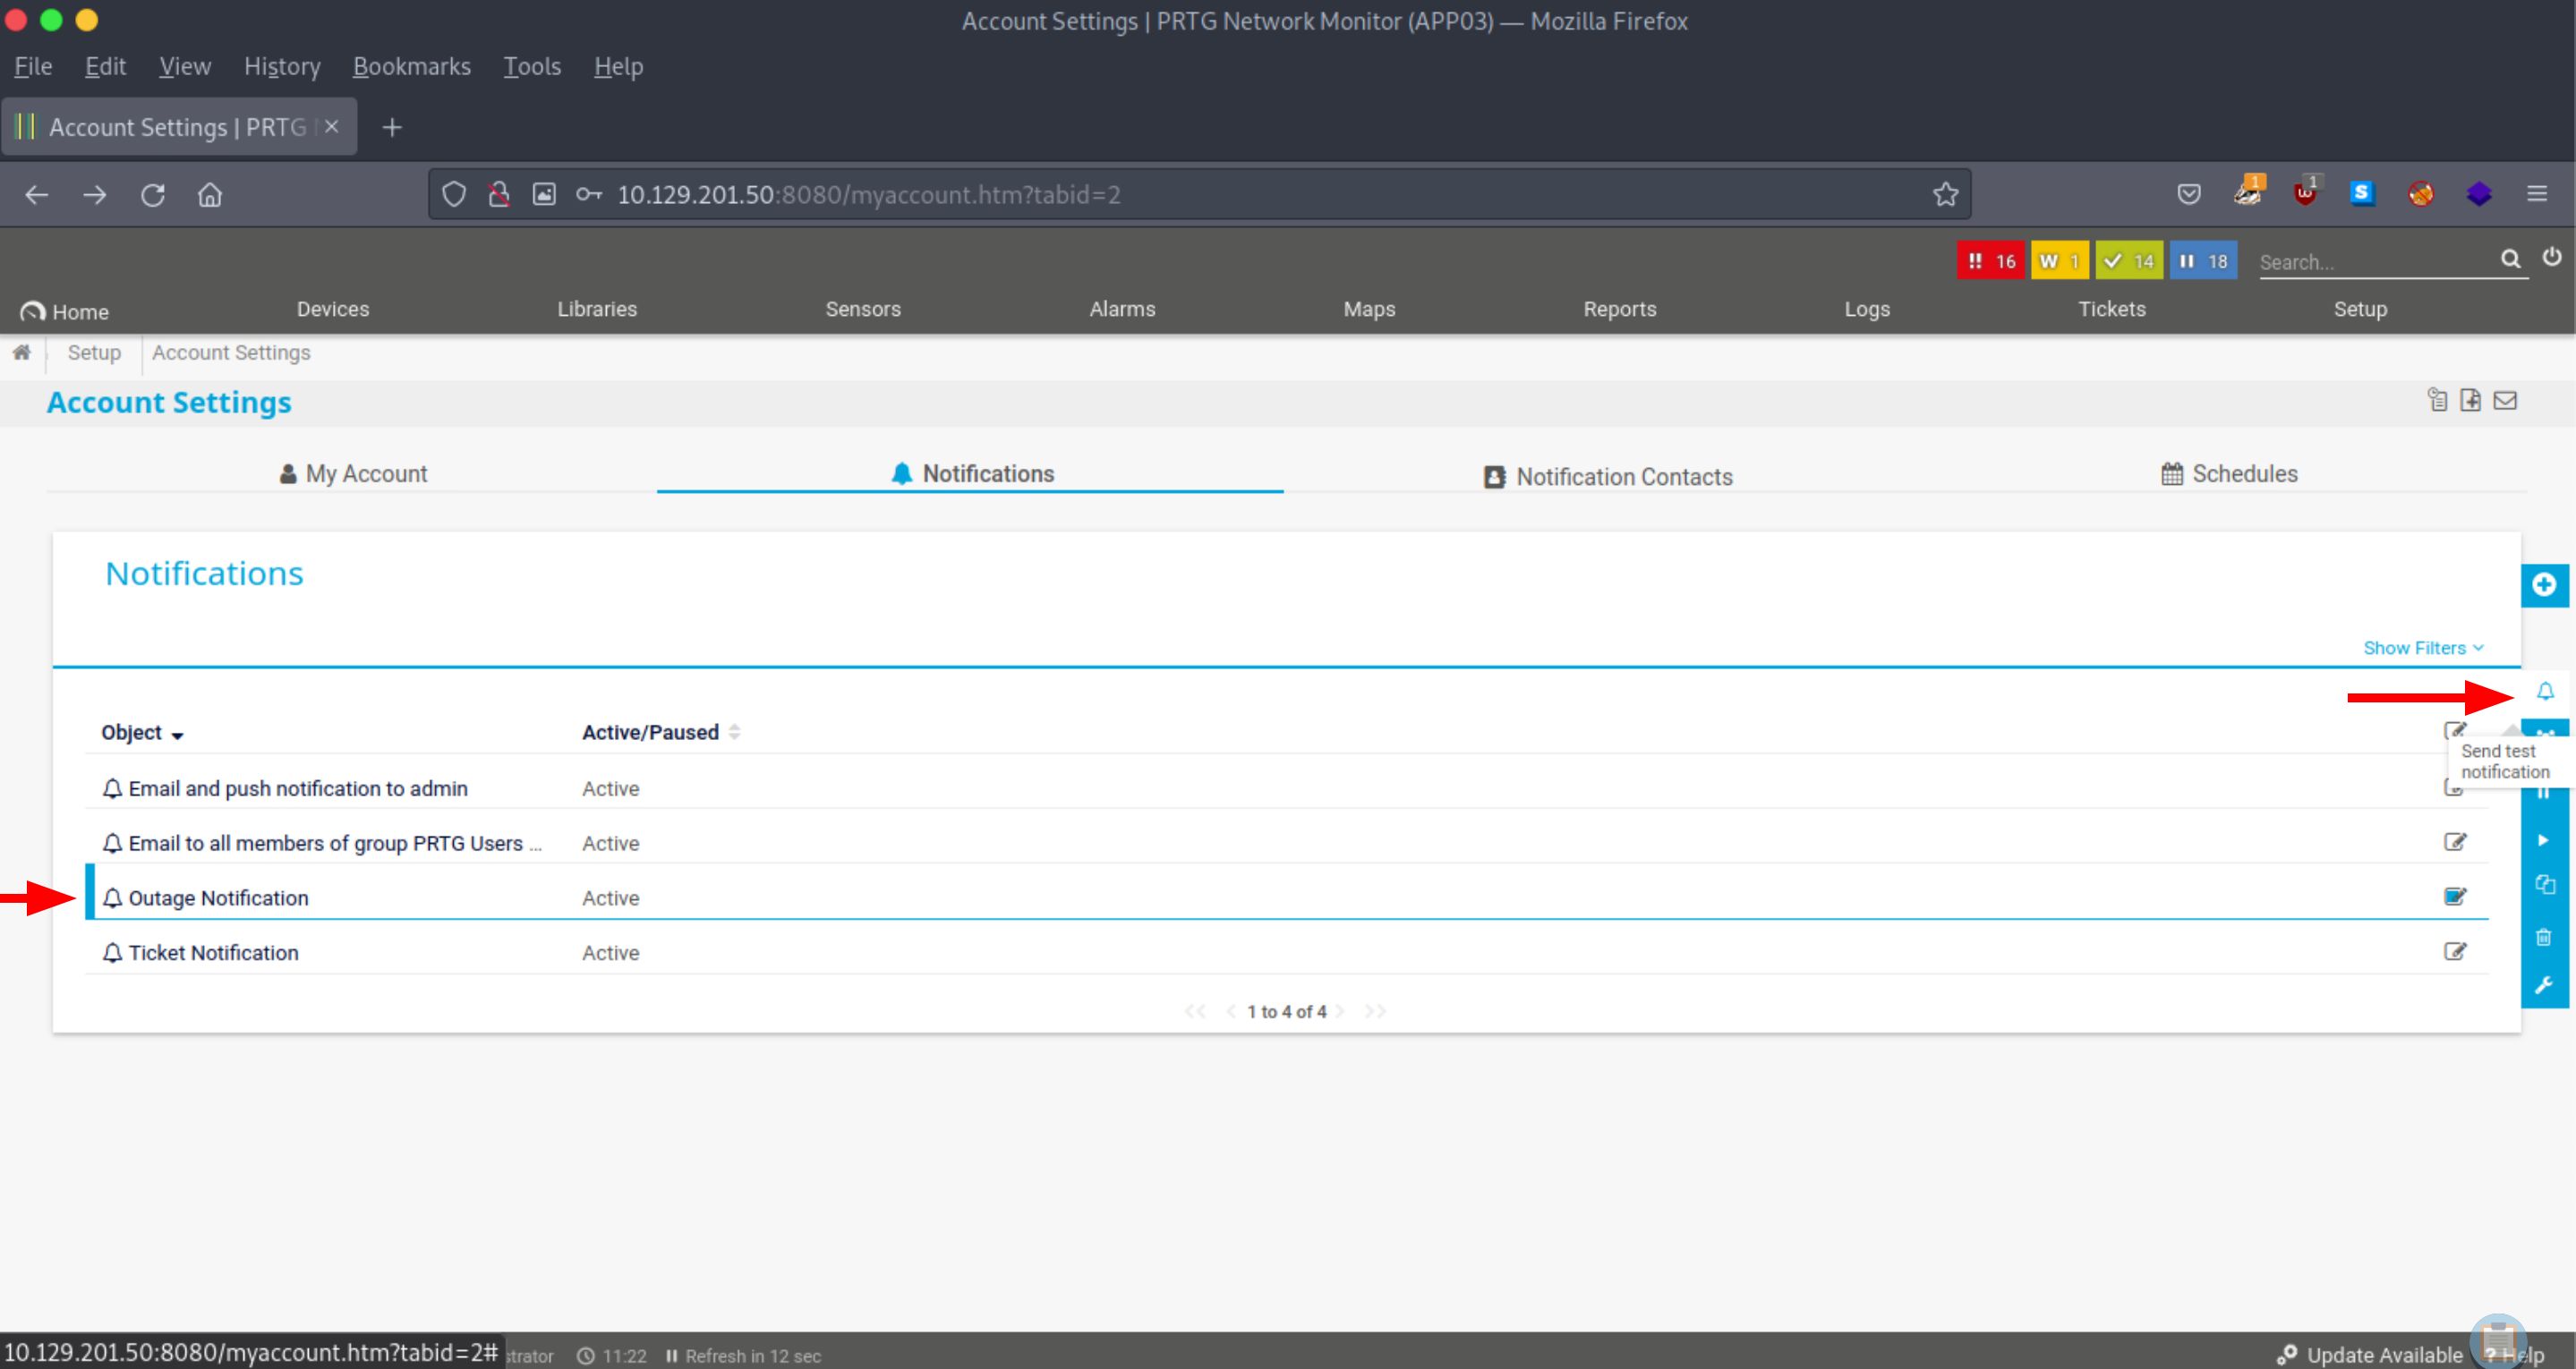 Account Settings | PRTG Network Monitor (APP03) — Mozilla Firefox
File Edit View History Bookmarks Tools Help
Account Settings | PRTG
10.129.201.50:8080/myaccount.htm?tabid=2
1 1 S
!! 16 W 1 14 18 Search...
Home Devices Libraries Sensors Alarms Maps Reports Logs Tickets Setup
Setup Account Settings
Account Settings
My Account Notifications Notification Contacts Schedules
Notifications
Show Filters
Object Active/Paused
Send test
notification
Email and push notification to admin Active
Email to all members of group PRTG Users ... Active
Outage Notification Active
Ticket Notification Active
<< < 1 to 4 of 4 > >>
10.129.201.50:8080/myaccount.htm?tabid=2# strator 11:22 Refresh in 12 sec Update Available ? Help